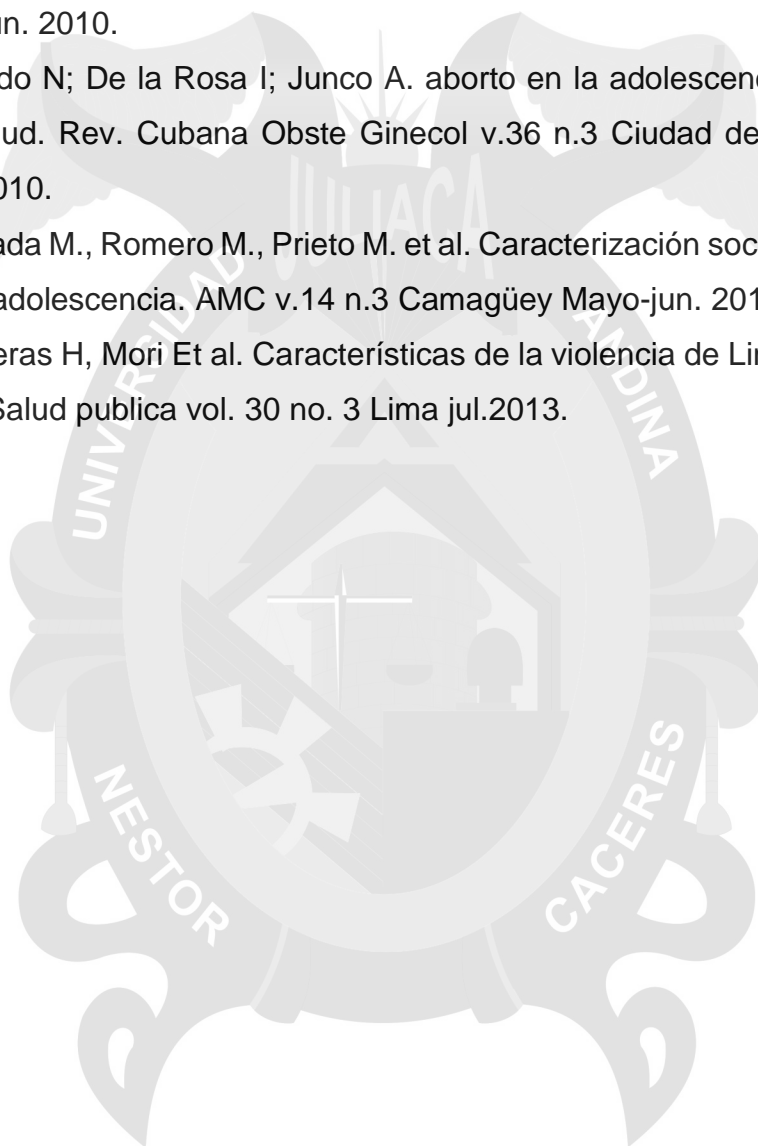 un. 2010.
do N; De la Rosa I; Junco A. aborto en la adolescen
ud. Rev. Cubana Obste Ginecol v.36 n.3 Ciudad de
010.
ada M., Romero M., Prieto M. et al. Caracterización soc
adolescencia. AMC v.14 n.3 Camagüey Mayo-jun. 201
eras H, Mori Et al. Características de la violencia de Li
Salud publica vol. 30 no. 3 Lima jul.2013.
JULIACA
UNIVERSIDAD
ANDINA
NESTOR
CACERES